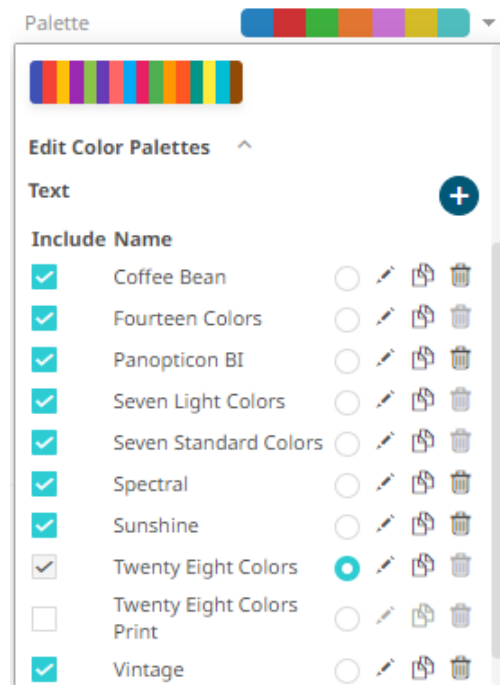 Palette
Edit Color Palettes
Text
Include Name
Coffee Bean
Fourteen Colors
Panopticon BI
Seven Light Colors
Seven Standard Colors
Spectral
Sunshine
Twenty Eight Colors
Twenty Eight Colors
Print
Vintage